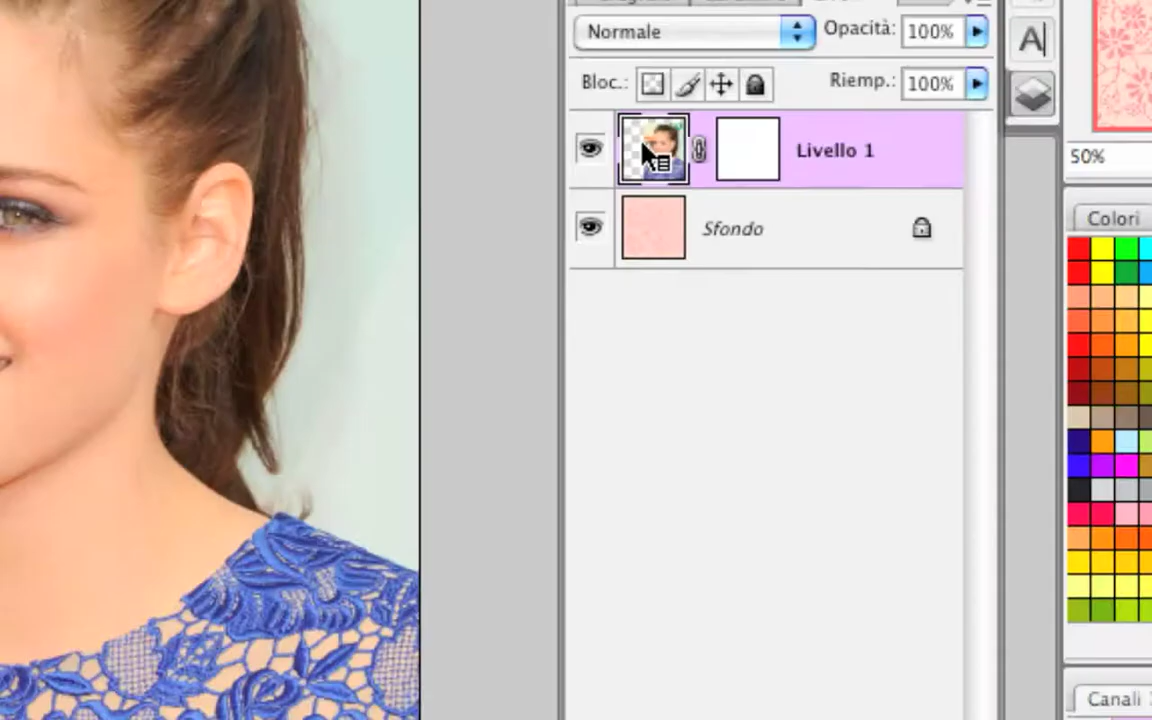 Normale
Opacità: 100%
Bloc.:
Riemp.: 100%
A
Livello 1
Sfondo
50%
Colori
Canali